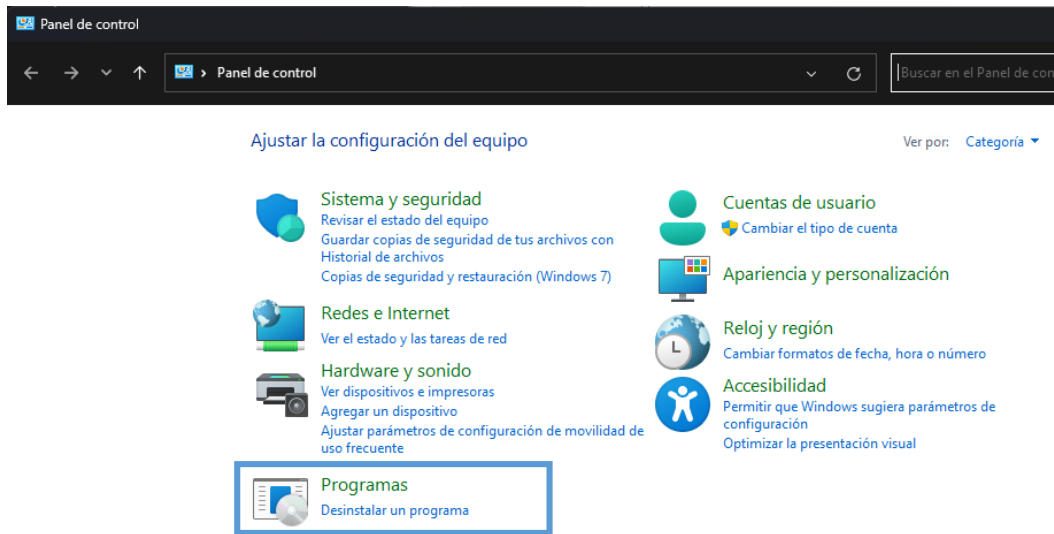 Panel de control
Panel de control
Buscar en el Panel de con
Ajustar la configuración del equipo
Ver por: Categoría
Sistema y seguridad
Revisar el estado del equipo
Guardar copias de seguridad de tus archivos con
Historial de archivos
Copias de seguridad y restauración (Windows 7)
Redes e Internet
Ver el estado y las tareas de red
Hardware y sonido
Ver dispositivos e impresoras
Agregar un dispositivo
Ajustar parámetros de configuración de movilidad de
uso frecuente
Programas
Desinstalar un programa
Cuentas de usuario
Cambiar el tipo de cuenta
Apariencia y personalización
Reloj y región
Cambiar formatos de fecha, hora o número
Accesibilidad
Permitir que Windows sugiera parámetros de
configuración
Optimizar la presentación visual